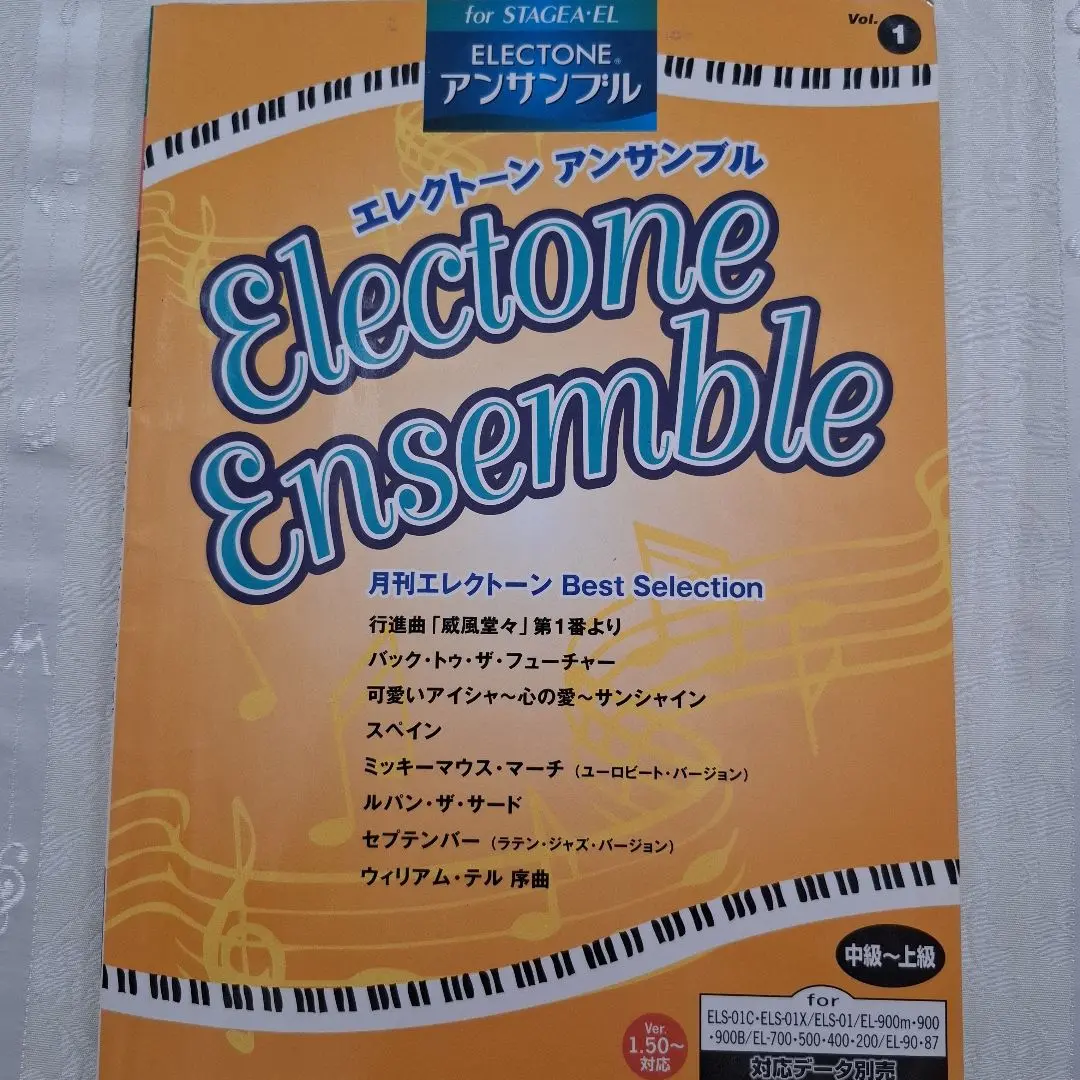 for STAGEA・EL
ELECTONE®
アンサンブル
Vol. 1
エレクトーン アンサンブル
Electone
Ensemble
月刊エレクトーン Best Selection
行進曲「威風堂々」第1番より
バック・トゥ・ザ・フューチャー
可愛いアイシャ〜心の愛〜サンシャイン
スペイン
ミッキーマウス・マーチ (ユーロビート・バージョン)
ルパン・ザ・サード
セプテンバー (ラテン・ジャズ・バージョン)
ウィリアム・テル 序曲
中級〜上級
for
ELS-01C・ELS-01X/ELS-01/EL-900m・900
・900B/EL-700・500・400・200/EL-90・87
Ver.
1.50〜
対応
対応データ別売